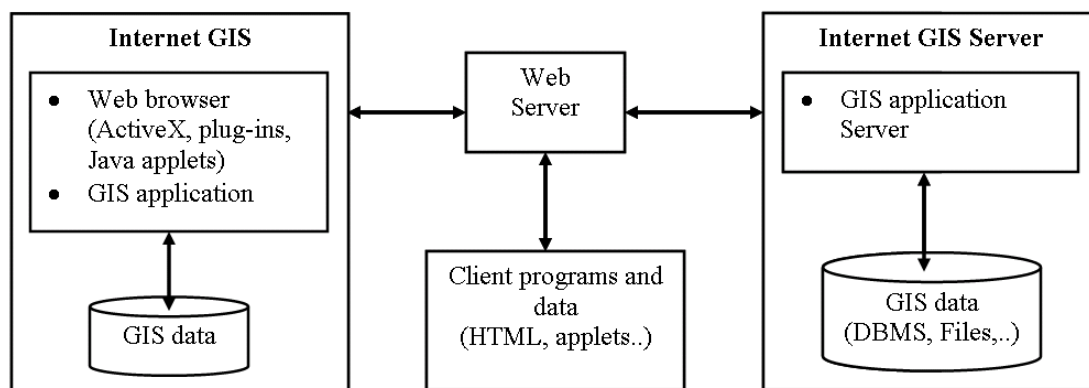 Internet GIS
● Web browser
(ActiveX, plug-ins,
Java applets)
● GIS application
GIS data
Web
Server
Client programs and
data
(HTML, applets..)
Internet GIS Server
● GIS application
Server
GIS data
(DBMS, Files,..)